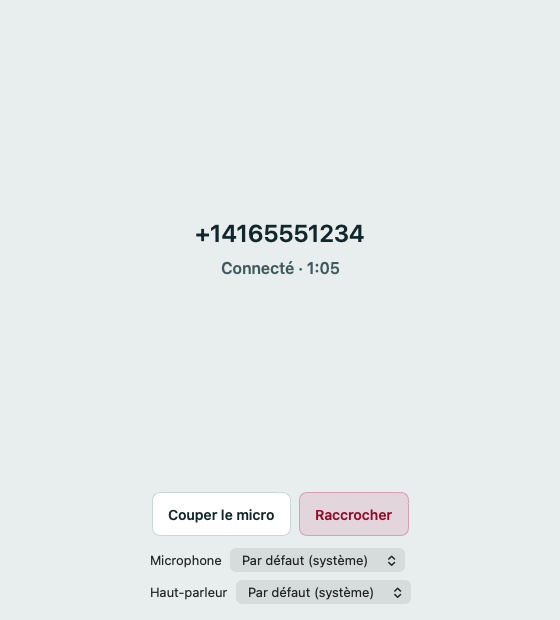 +14165551234
Connecté · 1:05
Couper le micro
Raccrocher
Microphone
Par défaut (système)
Haut-parleur
Par défaut (système)